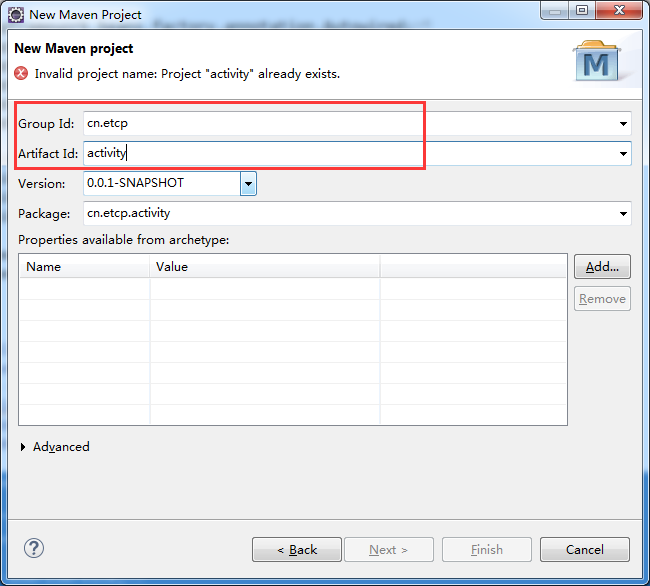 New Maven Project
New Maven project
Invalid project name: Project "activity" already exists.
M
Group Id: cn.etcp
Artifact Id: activity
Version: 0.0.1-SNAPSHOT
Package: cn.etcp.activity
Properties available from archetype:
Name Value
Add...
Remove
Advanced
?
< Back Next > Finish Cancel